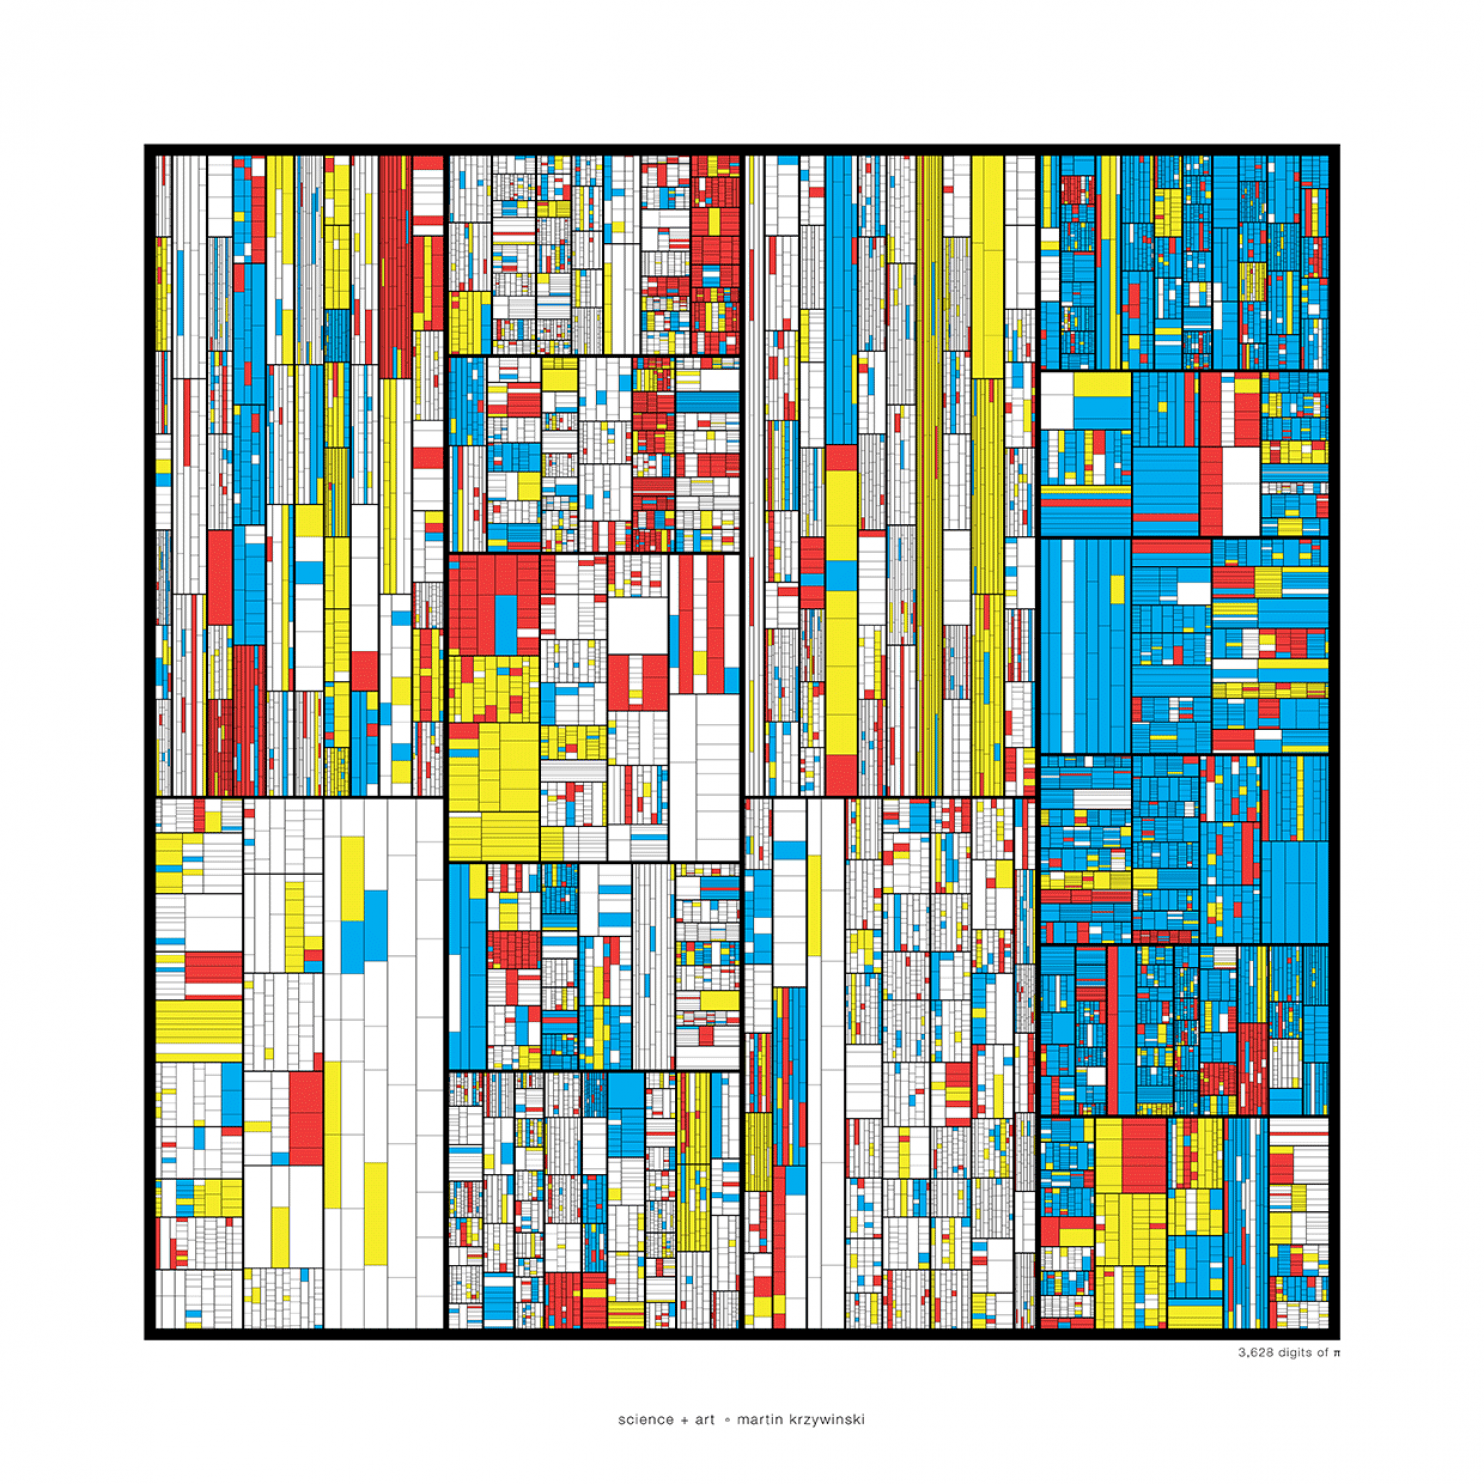 3,628 digits of π
science + art ∘ martin krzywinski